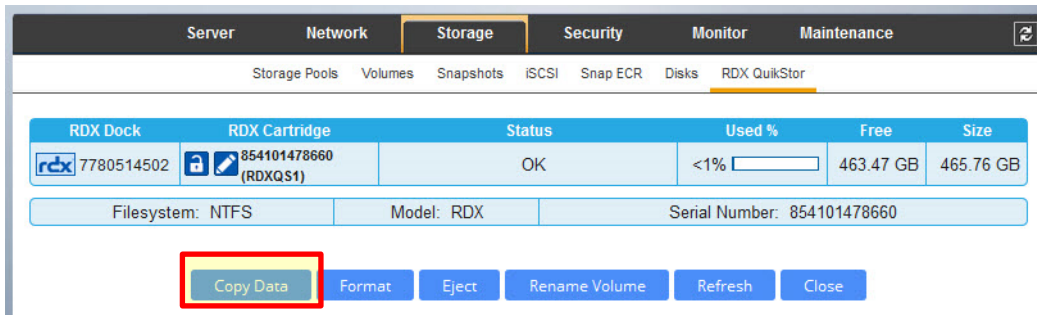 Server Network Storage Security Monitor Maintenance
Storage Pools Volumes Snapshots iSCSI Snap ECR Disks RDX QuikStor
RDX Dock RDX Cartridge Status Used % Free Size
rdx 7780514502 854101478660 (RDXQS1) OK <1% 463.47 GB 465.76 GB
Filesystem: NTFS Model: RDX Serial Number: 854101478660
Copy Data Format Eject Rename Volume Refresh Close